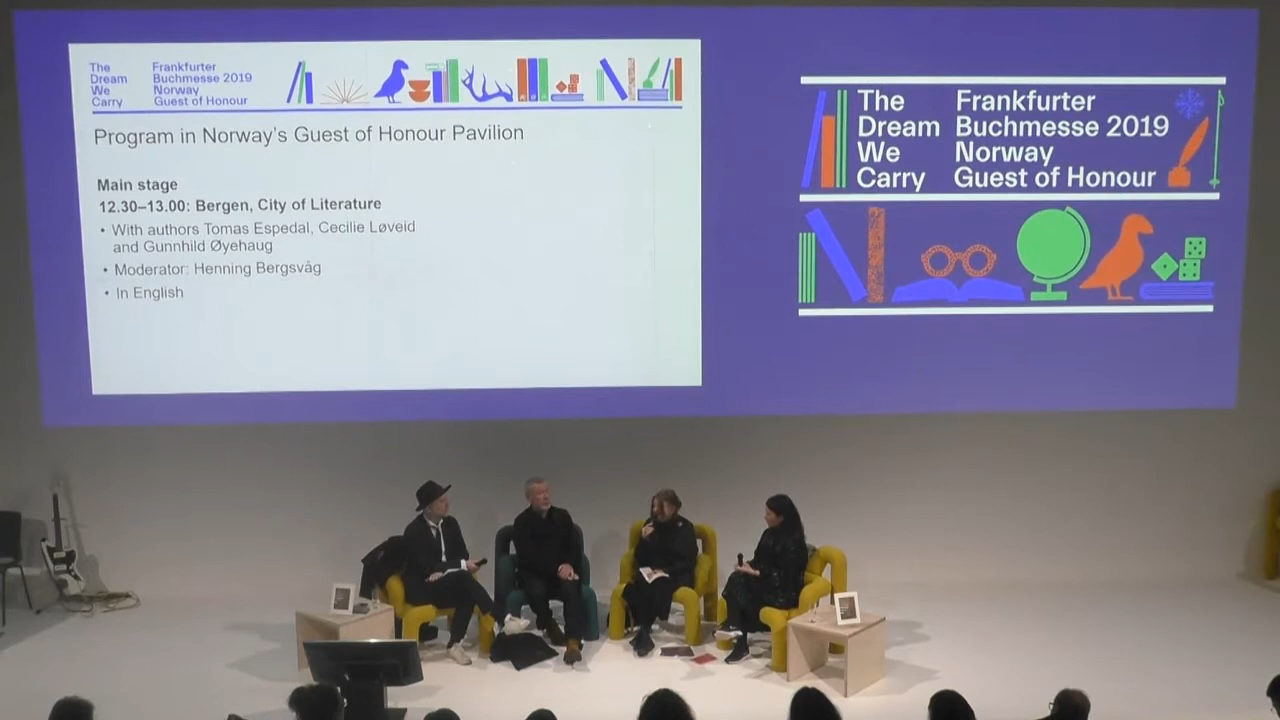 The
Dream
We
Carry
Frankfurter
Buchmesse 2019
Norway
Guest of Honour
Program in Norway's Guest of Honour Pavilion
Main stage
12.30–13.00: Bergen, City of Literature
• With authors Tomas Espedal, Cecilie Løveid
and Gunnhild Øyehaug
• Moderator: Henning Bergsvåg
• In English
The
Dream
We
Carry
Frankfurter
Buchmesse 2019
Norway
Guest of Honour